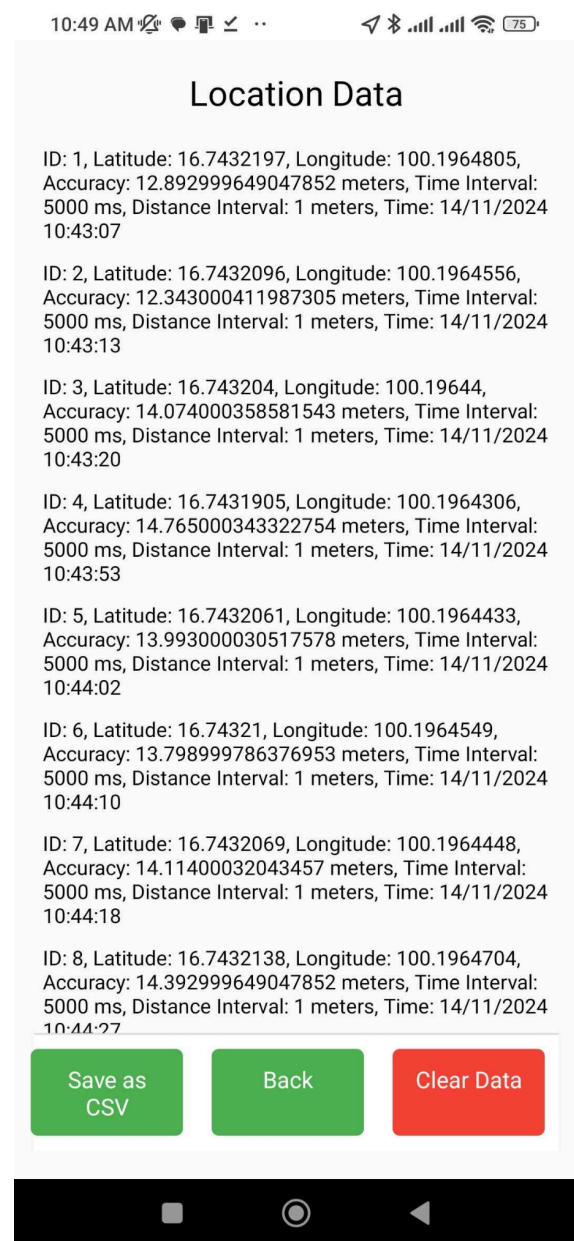 10:49 AM
75
Location Data
ID: 1, Latitude: 16.7432197, Longitude: 100.1964805,
Accuracy: 12.892999649047852 meters, Time Interval:
5000 ms, Distance Interval: 1 meters, Time: 14/11/2024
10:43:07
ID: 2, Latitude: 16.7432096, Longitude: 100.1964556,
Accuracy: 12.343000411987305 meters, Time Interval:
5000 ms, Distance Interval: 1 meters, Time: 14/11/2024
10:43:13
ID: 3, Latitude: 16.743204, Longitude: 100.19644,
Accuracy: 14.074000358581543 meters, Time Interval:
5000 ms, Distance Interval: 1 meters, Time: 14/11/2024
10:43:20
ID: 4, Latitude: 16.7431905, Longitude: 100.1964306,
Accuracy: 14.765000343322754 meters, Time Interval:
5000 ms, Distance Interval: 1 meters, Time: 14/11/2024
10:43:53
ID: 5, Latitude: 16.7432061, Longitude: 100.1964433,
Accuracy: 13.993000030517578 meters, Time Interval:
5000 ms, Distance Interval: 1 meters, Time: 14/11/2024
10:44:02
ID: 6, Latitude: 16.74321, Longitude: 100.1964549,
Accuracy: 13.798999786376953 meters, Time Interval:
5000 ms, Distance Interval: 1 meters, Time: 14/11/2024
10:44:10
ID: 7, Latitude: 16.7432069, Longitude: 100.1964448,
Accuracy: 14.11400032043457 meters, Time Interval:
5000 ms, Distance Interval: 1 meters, Time: 14/11/2024
10:44:18
ID: 8, Latitude: 16.7432138, Longitude: 100.1964704,
Accuracy: 14.392999649047852 meters, Time Interval:
5000 ms, Distance Interval: 1 meters, Time: 14/11/2024
10:44:27
Save as
CSV
Back
Clear Data